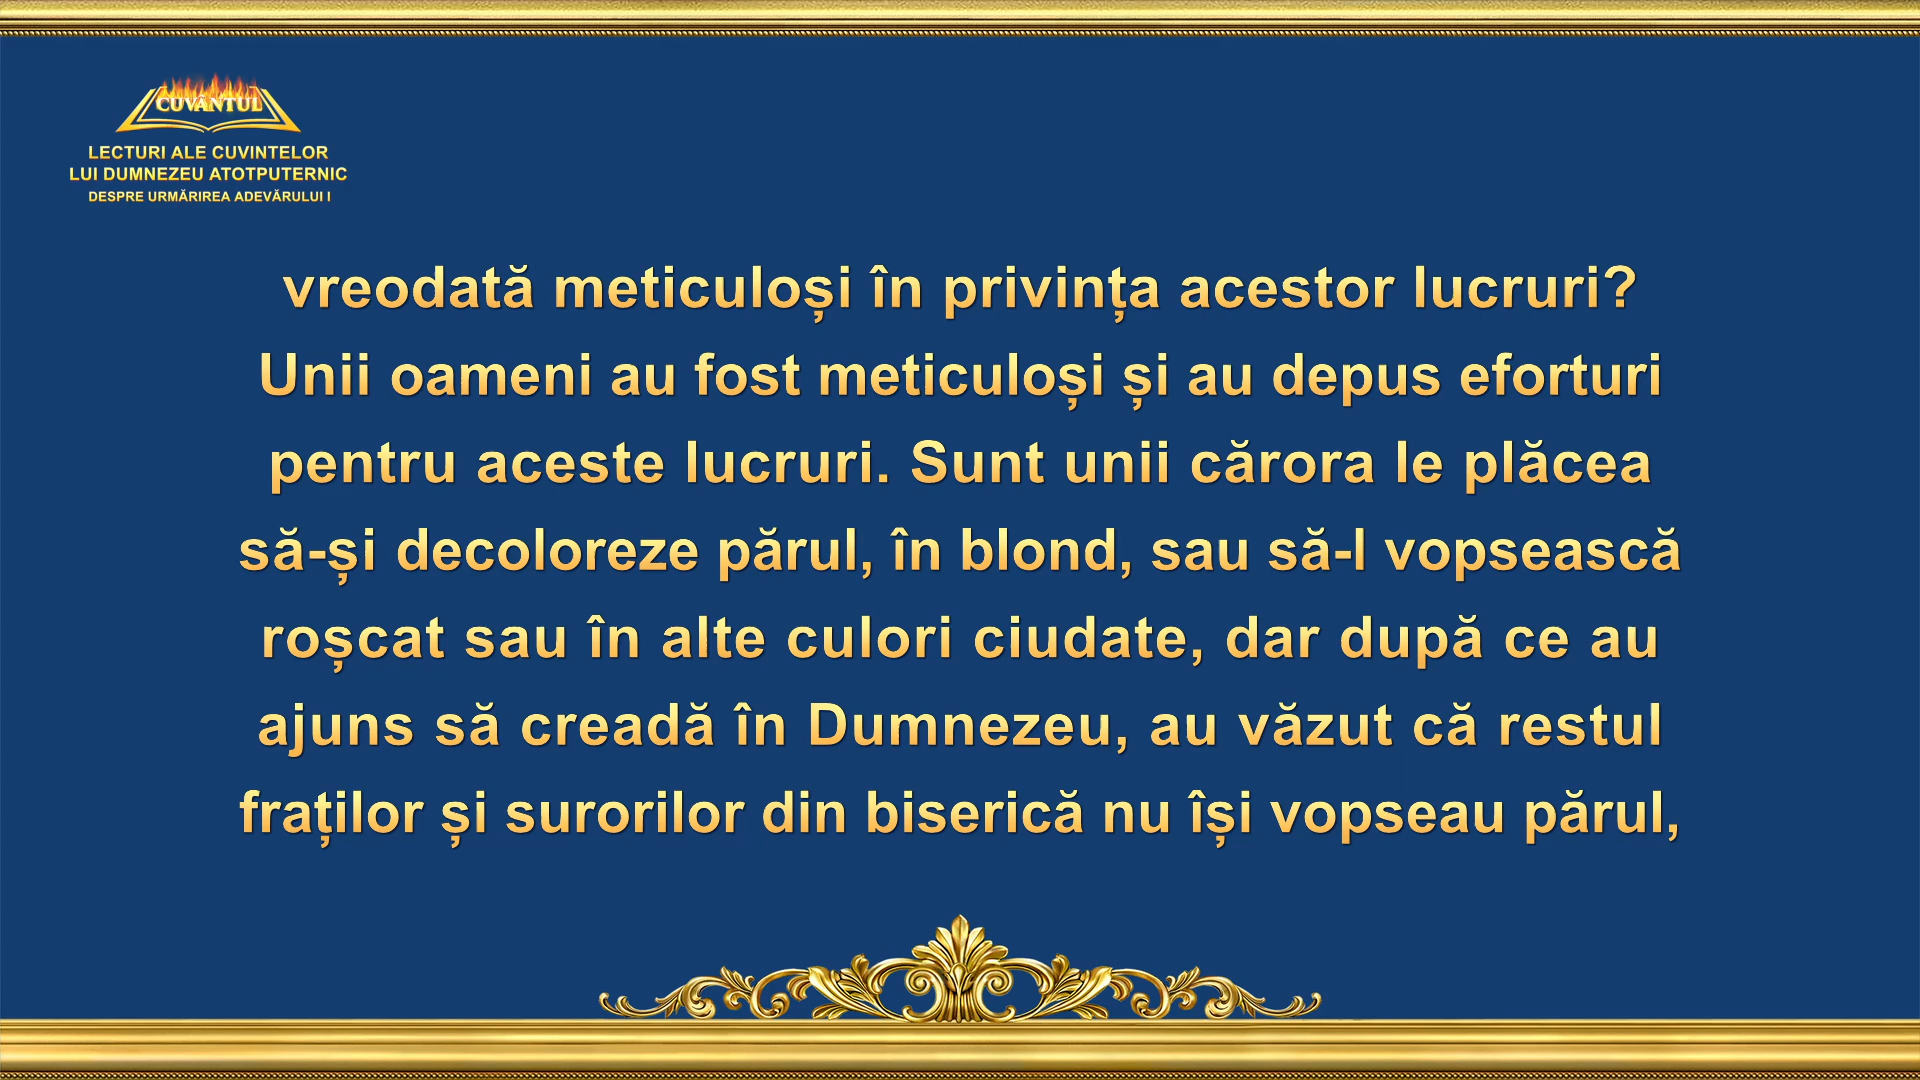 CUVÂNTUL
LECTURI ALE CUVINTELOR
LUI DUMNEZEU ATOTPUTERNIC
DESPRE URMĂRIREA ADEVĂRULUI I
vreodată meticuloși în privința acestor lucruri?
Unii oameni au fost meticuloși și au depus eforturi
pentru aceste lucruri. Sunt unii cărora le plăcea
să-și decoloreze părul, în blond, sau să-l vopsească
roșcat sau în alte culori ciudate, dar după ce au
ajuns să creadă în Dumnezeu, au văzut că restul
fraților și surorilor din biserică nu își vopseau părul,